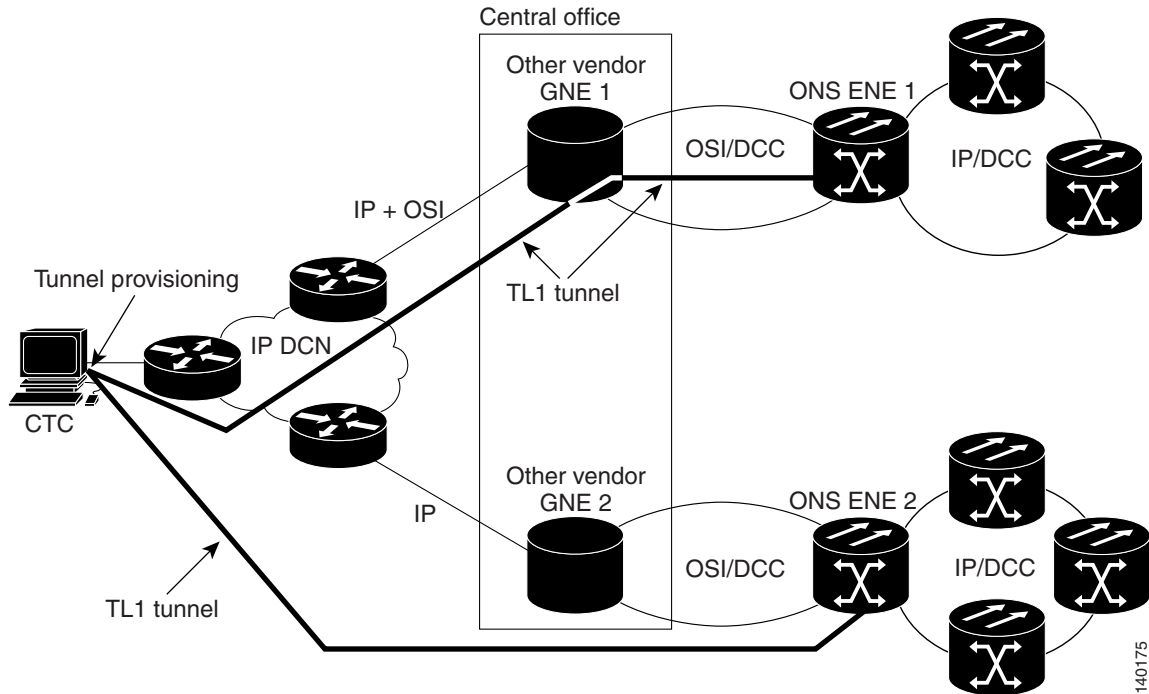 Central office
Other vendor
GNE 1
ONS ENE 1
OSI/DCC
IP/DCC
IP + OSI
Tunnel provisioning
TL1 tunnel
IP DCN
CTC
Other vendor
GNE 2
ONS ENE 2
IP
OSI/DCC
IP/DCC
TL1 tunnel
140175